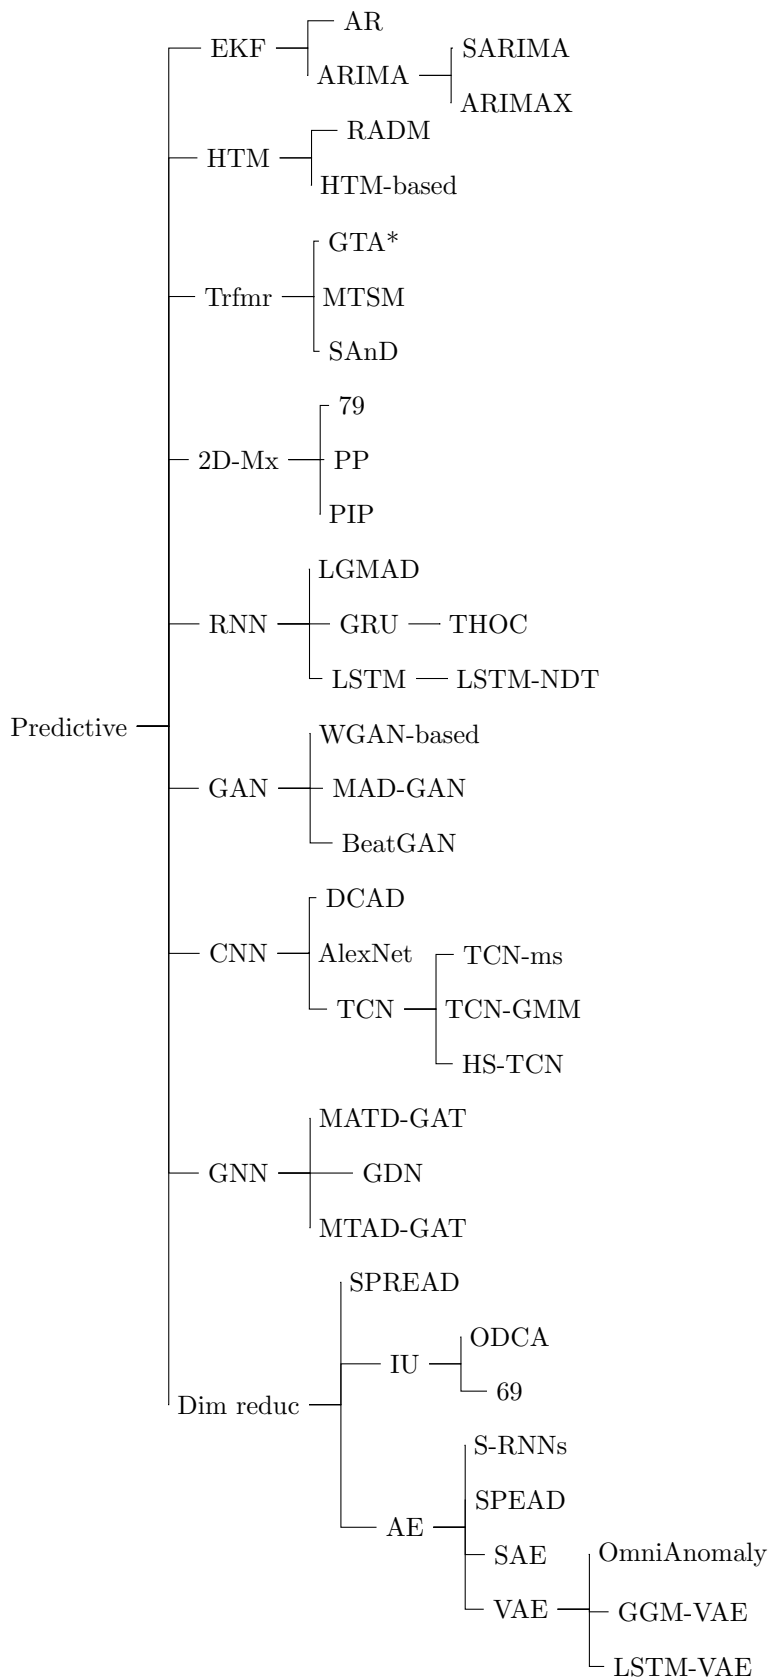 AR
EKF
SARIMA
ARIMA
ARIMAX
RADM
HTM
HTM-based
GTA*
Trfmr
MTSM
SAnD
79
2D-Mx
PP
PIP
LGMAD
RNN
GRU
THOC
LSTM
LSTM-NDT
Predictive
WGAN-based
GAN
MAD-GAN
BeatGAN
DCAD
CNN
AlexNet
TCN-ms
TCN
TCN-GMM
HS-TCN
MATD-GAT
GNN
GDN
MTAD-GAT
SPREAD
ODCA
IU
69
Dim reduc
S-RNNs
SPEAD
AE
SAE
OmniAnomaly
VAE
GGM-VAE
LSTM-VAE